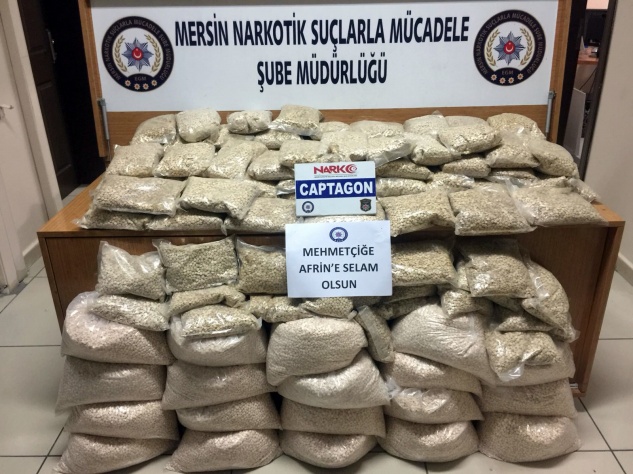 MERSİN NARKOTİK SUÇLARLA MÜCADELE
ŞUBE MÜDÜRLÜĞÜ
NARKO
CAPTAGON
MEHMETÇİĞE
AFRİN'E SELAM
OLSUN